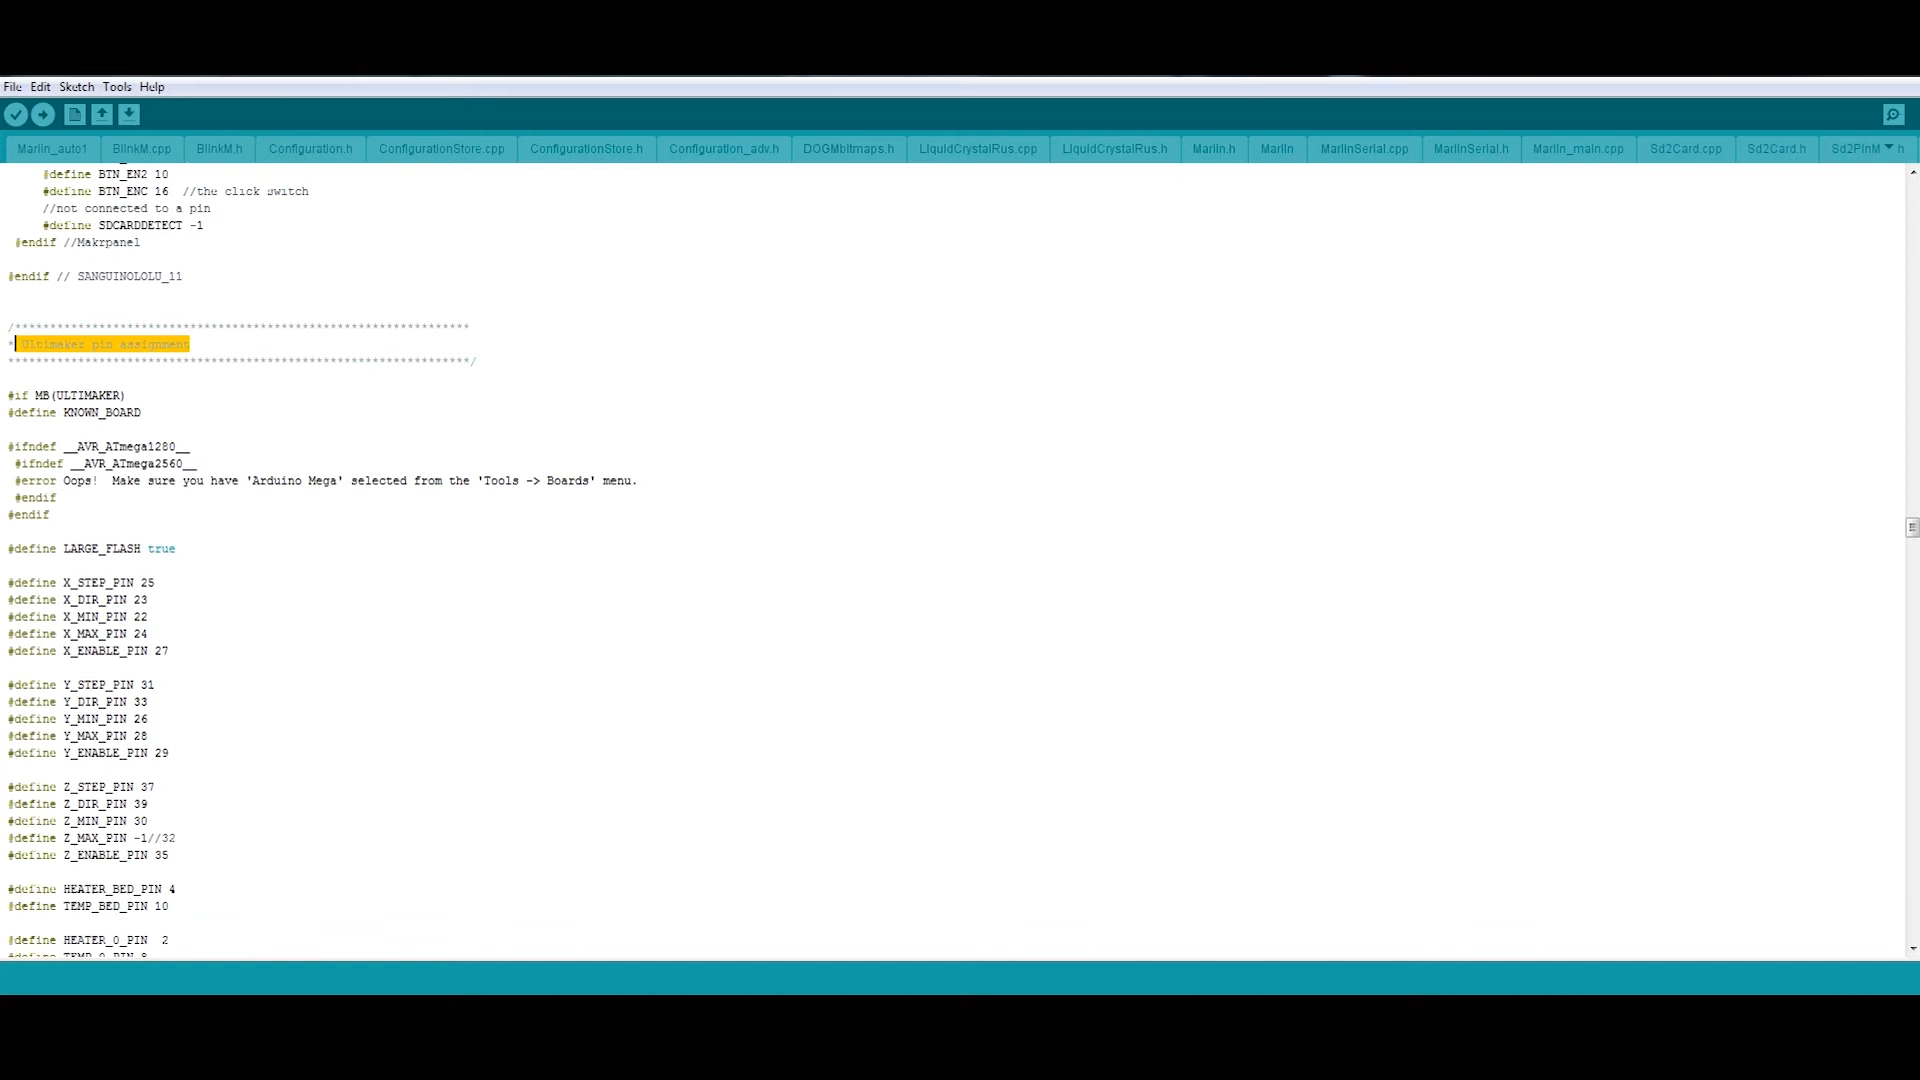 File Edit Sketch Tools Help
Marlin_auto1 BlinkM.cpp BlinkM.h Configuration.h ConfigurationStore.cpp ConfigurationStore.h Configuration_adv.h DOGMbitmaps.h LiquidCrystalRus.cpp LiquidCrystalRus.h Marlin.h Marlin MarlinSerial.cpp MarlinSerial.h Marlin_main.cpp Sd2Card.cpp Sd2Card.h Sd2PinM h
#define BTN_EN2 10
#define BTN_ENC 16 //the click switch
//not connected to a pin
#define SDCARDDETECT -1
#endif //Makrpanel
#endif // SANGUINOLOLU_11
/*****************************************************************
* Ultimaker pin assignment
******************************************************************/
#if MB(ULTIMAKER)
#define KNOWN_BOARD
#ifndef __AVR_ATmega1280__
#ifndef __AVR_ATmega2560__
#error Oops! Make sure you have 'Arduino Mega' selected from the 'Tools -> Boards' menu.
#endif
#endif
#define LARGE_FLASH true
#define X_STEP_PIN 25
#define X_DIR_PIN 23
#define X_MIN_PIN 22
#define X_MAX_PIN 24
#define X_ENABLE_PIN 27
#define Y_STEP_PIN 31
#define Y_DIR_PIN 33
#define Y_MIN_PIN 26
#define Y_MAX_PIN 28
#define Y_ENABLE_PIN 29
#define Z_STEP_PIN 37
#define Z_DIR_PIN 39
#define Z_MIN_PIN 30
#define Z_MAX_PIN -1//32
#define Z_ENABLE_PIN 35
#define HEATER_BED_PIN 4
#define TEMP_BED_PIN 10
#define HEATER_0_PIN 2
#define TEMP_0_PIN 8